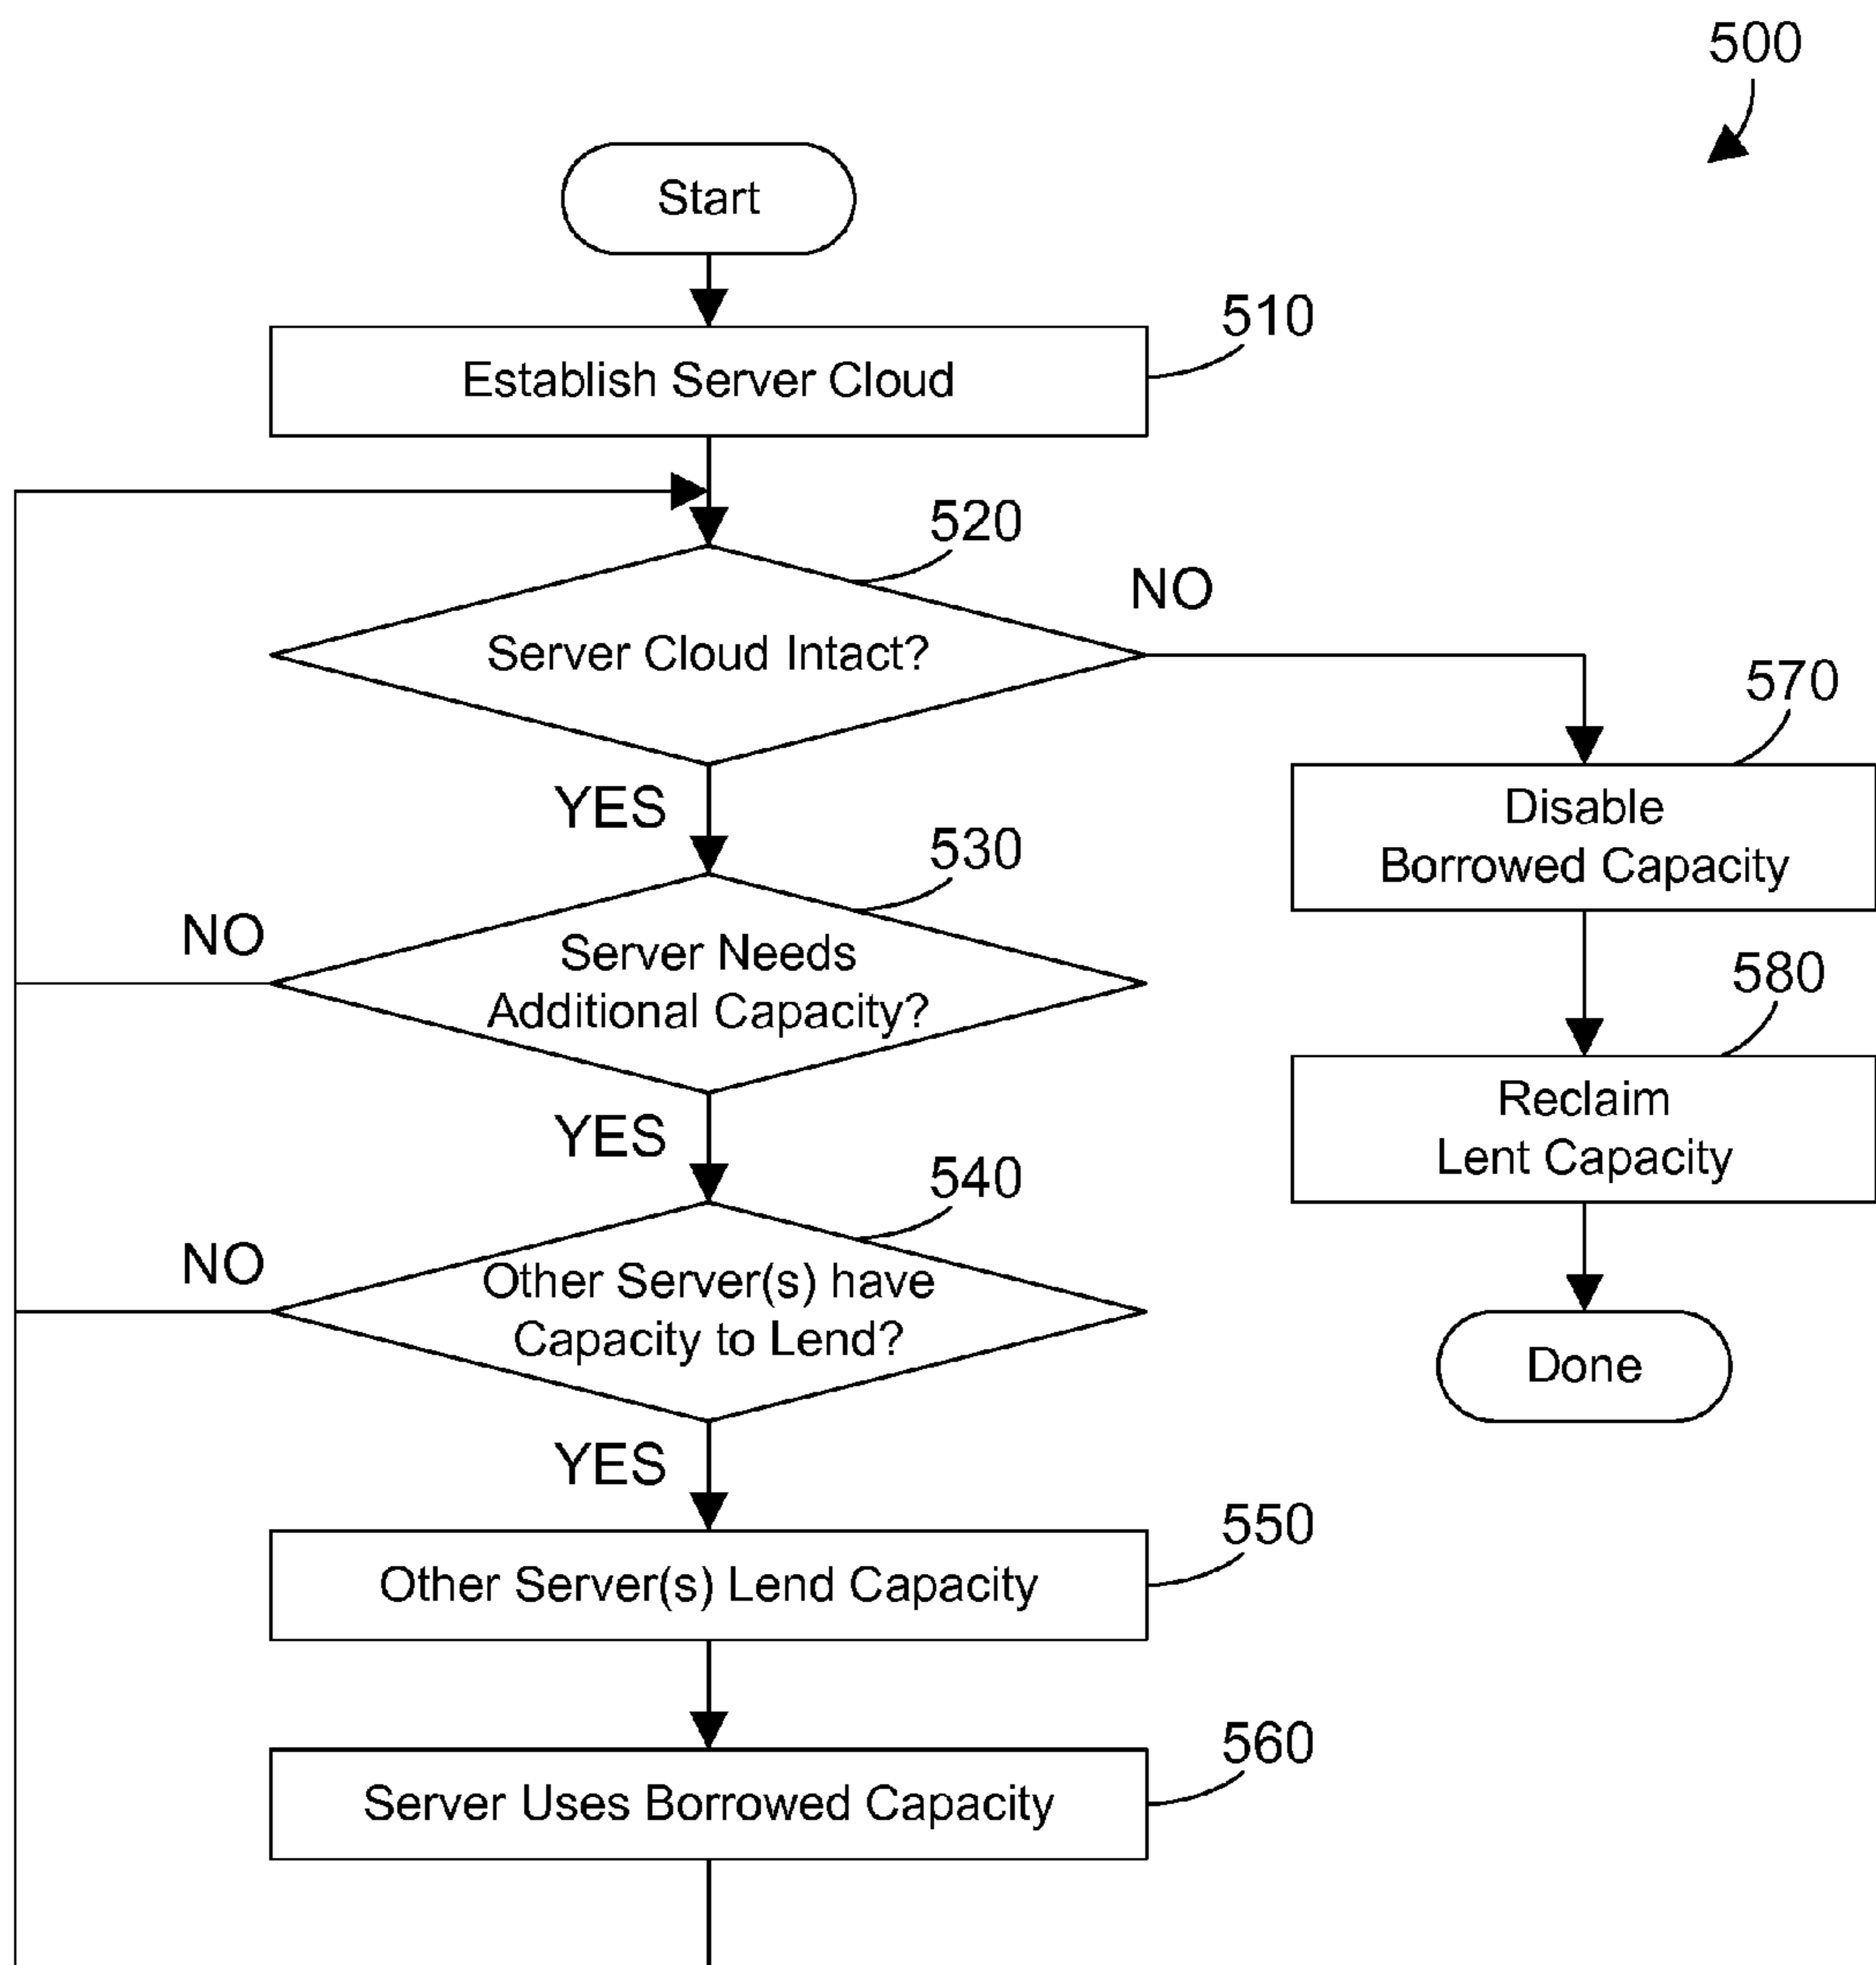 500
Start
510
Establish Server Cloud
520
NO
Server Cloud Intact?
570
YES
Disable
Borrowed Capacity
530
NO
Server Needs
Additional Capacity?
580
Reclaim
Lent Capacity
YES
540
NO
Other Server(s) have
Capacity to Lend?
Done
YES
550
Other Server(s) Lend Capacity
560
Server Uses Borrowed Capacity